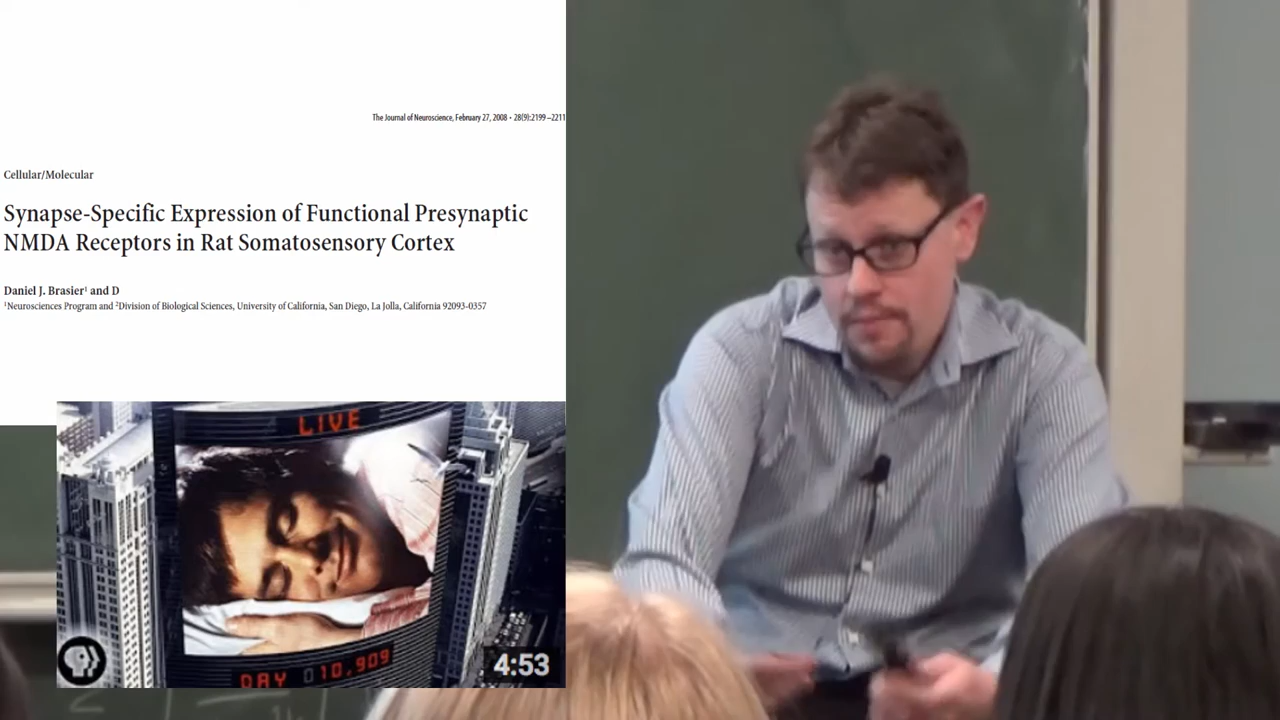 The Journal of Neuroscience, February 27, 2008 • 28(9):2199–2211
Cellular/Molecular
Synapse-Specific Expression of Functional Presynaptic
NMDA Receptors in Rat Somatosensory Cortex
Daniel J. Brasier¹ and D
¹Neurosciences Program and ²Division of Biological Sciences, University of California, San Diego, La Jolla, California 92093-0357
LIVE
DAY 010,909
4:53